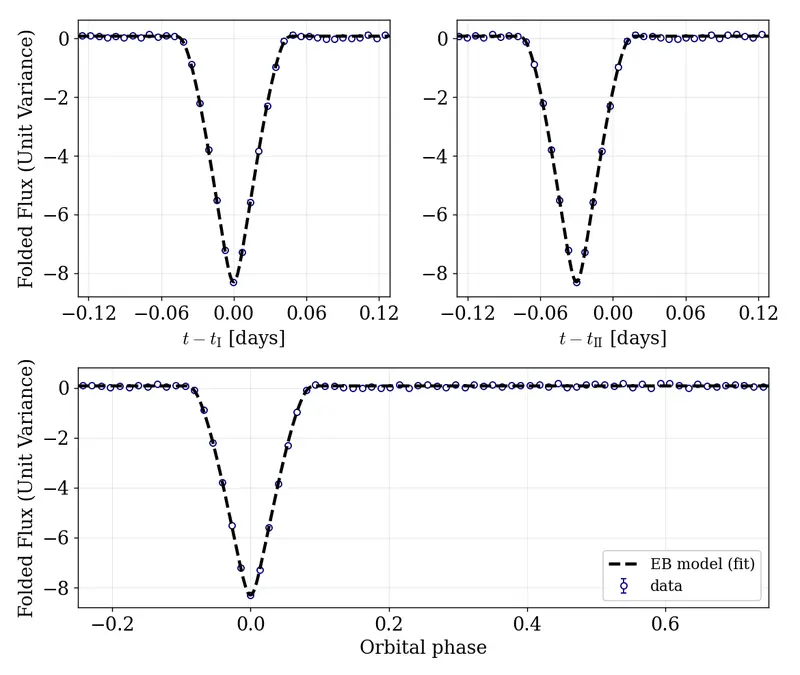 Folded Flux (Unit Variance)
0
−2
−4
−6
−8
−0.12 −0.06 0.00 0.06 0.12
t − tI [days]
0
−2
−4
−6
−8
−0.12 −0.06 0.00 0.06 0.12
t − tII [days]
Folded Flux (Unit Variance)
0
−2
−4
−6
−8
−0.2 0.0 0.2 0.4 0.6
Orbital phase
EB model (fit)
data